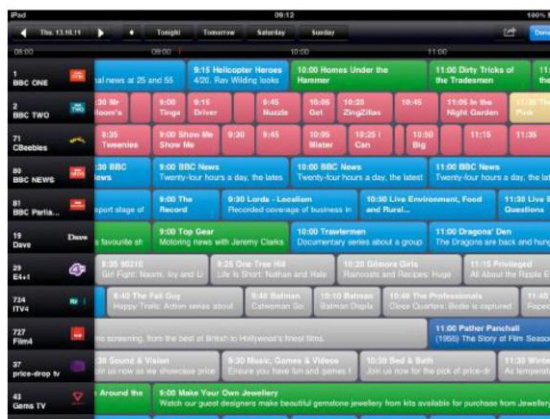 iPad
09:12
100%
Thu. 13.10.11
Tonight
Tomorrow
Saturday
Sunday
Done
08:00
09:00
10:00
11:00
1
BBC ONE
nal news at 25 and 55
9:15 Helicopter Heroes
4/20. Rav Wilding looks
10:00 Homes Under the
Hammer
11:00 Dirty Tricks of
the Tradesmen
2
BBC TWO
:30 Mr
loom's
9:00
Tinga
9:15
Driver
9:45
Nuzzle
10:05
Get
10:20
ZingZillas
10:45
11:05 In the
Night Garden
11:35
71
CBeebies
8:35
Tweenies
9:00 Show Me
Show Me
9:30
9:45
10:05
Mister
10:25 I
Can
10:50
Big
11:15
11:35
80
BBC NEWS
:30 BBC
ews
9:00 BBC News
Twenty-four hours a day, the lates
10:00 BBC News
Twenty-four hours a day, the latest
11:00 BBC News
Twenty-four hours a day, the latest
81
BBC Parlia...
eport stage of
9:00 The
Record
9:30 Lords - Localism
Recorded coverage of business in
10:30 Live Environment, Food
and Rural...
11:30 Live
Questions
19
Dave
Dave
s favourite sh
9:00 Top Gear
Motoring news with Jeremy Clarks
10:00 Trawlermen
Documentary series about a group
11:00 Dragons' Den
The Dragons are back and hung
29
E4+1
8:35 90210
Girl Fight: Naomi, Ivy and Li
9:25 One Tree Hill
Life Is Short: Nathan and Hale
10:20 Gilmore Girls
Raincoats and Recipes: Huge
11:15 Privileged
All About the Ripple E
724
ITV4
8:40 The Fall Guy
Happy Trails: Action series about
9:40 Batman
Catwoman Go
10:10 Batman
Batman Displa
10:40 The Professionals
Close Quarters: Bodie is captured
11:40
Rape
727
Film4
he screening, from the best of British to Hollywood's finest films.
11:00 Pather Panchali
(1955) The Story of Film Seaso
37
price-drop tv
:30 Sound & Vision
oin us now as we showcase price
9:30 Music, Games & Videos
Ensure you have fun and games f
10:30 Bed & Bath
Join us now for the pick of price-dr
11:30 Winte
As temperat
43
Gems TV
Around the
9:00 Make Your Own Jewellery
Watch our guest designers make beautiful gemstone jewellery from kits available for purchase from Jewellery